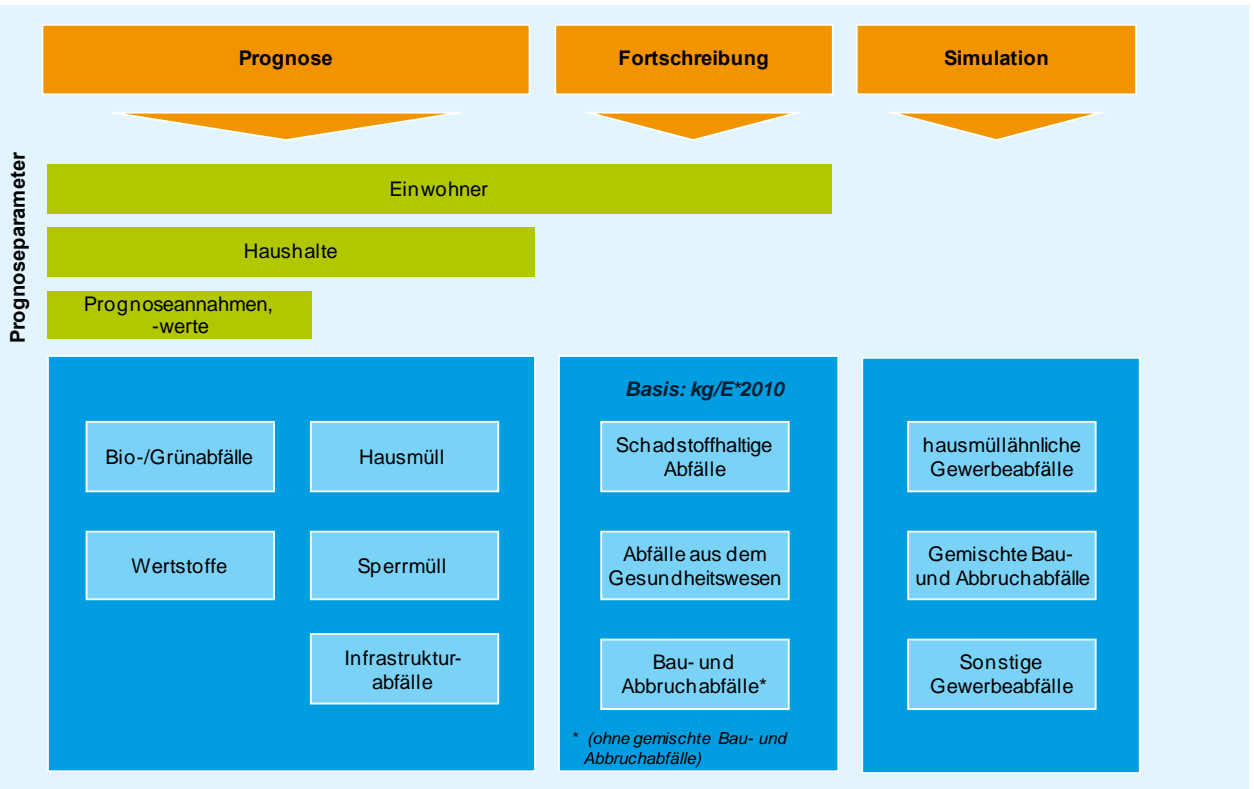 Prognose
Fortschreibung
Simulation
Prognoseparameter
Einwohner
Haushalte
Prognoseannahmen,
-werte
Bio-/Grünabfälle
Hausmüll
Wertstoffe
Sperrmüll
Infrastruktur-
abfälle
Basis: kg/E*2010
Schadstoffhaltige
Abfälle
Abfälle aus dem
Gesundheitswesen
Bau- und
Abbruchabfälle*
* (ohne gemischte Bau- und
Abbruchabfälle)
hausmüllähnliche
Gewerbeabfälle
Gemischte Bau-
und Abbruchabfälle
Sonstige
Gewerbeabfälle